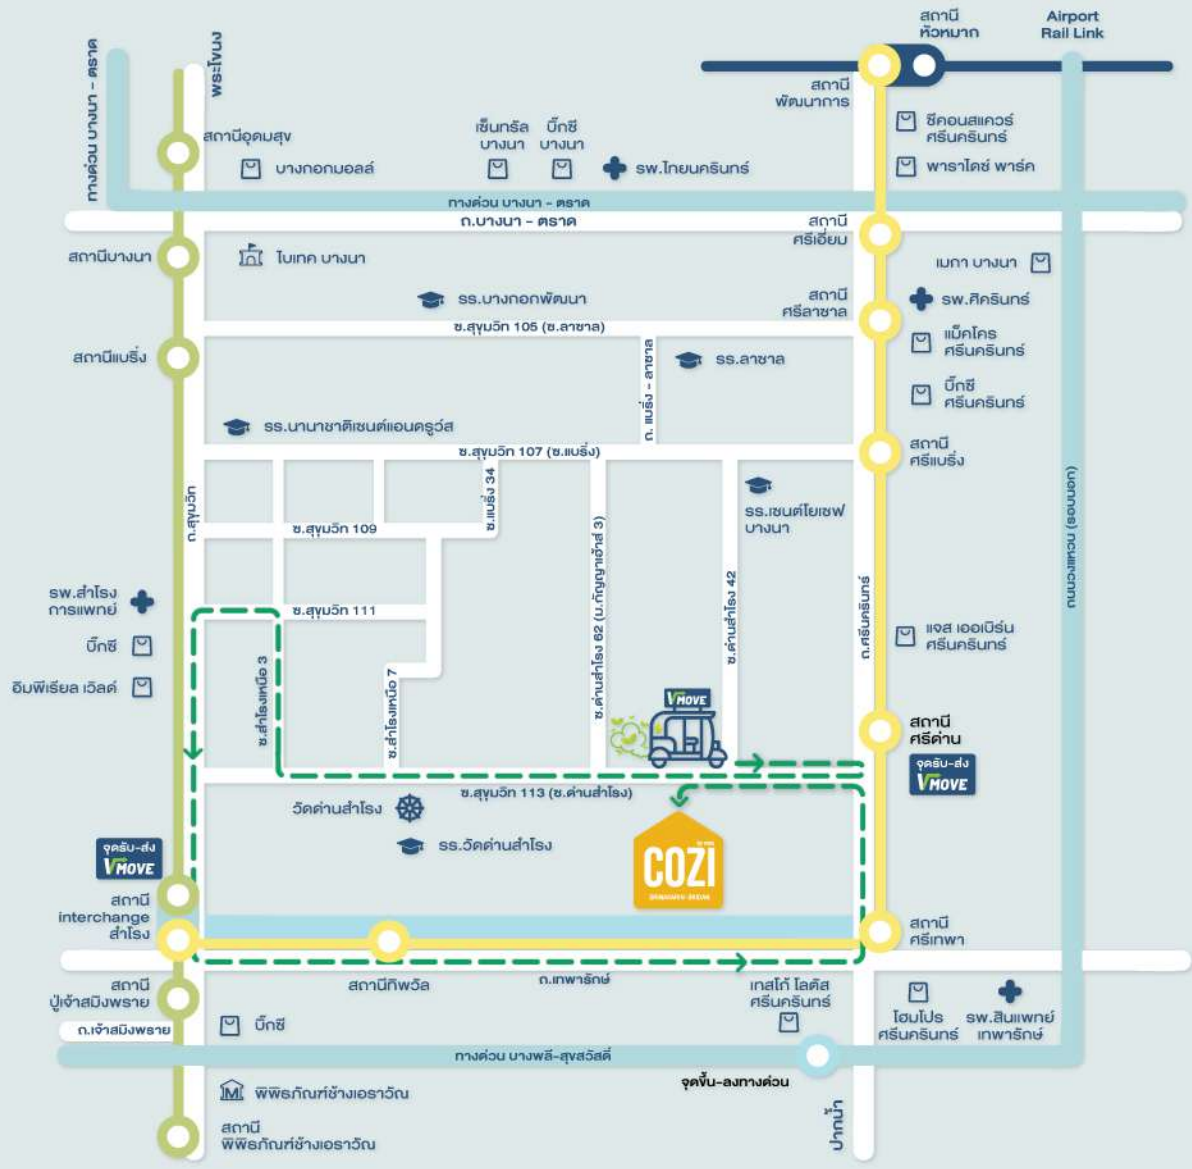 สถานี
หัวหมาก
Airport
Rail Link
ทางด่วน บางนา - ตราด
พระโขนง
สถานี
พัฒนาการ
ซีคอนสแควร์
ศรีนครินทร์
พาราไดซ์ พาร์ค
สถานีอุดมสุข
บางกอกมอลล์
เซ็นทรัล
บางนา
บิ๊กซี
บางนา
รพ.ไทยนครินทร์
ทางด่วน บางนา - ตราด
ถ.บางนา - ตราด
สถานี
ศรีเอี่ยม
สถานีบางนา
ไบเทค บางนา
เมกา บางนา
รร.บางกอกพัฒนา
สถานี
ศรีลาซาล
รพ.ศิครินทร์
ซ.สุขุมวิท 105 (ซ.ลาซาล)
แม็คโคร
ศรีนครินทร์
สถานีแบริ่ง
ถ. แบริ่ง - ลาซาล
รร.ลาซาล
บิ๊กซี
ศรีนครินทร์
รร.นานาชาติเซนต์แอนดรูว์ส
ซ.สุขุมวิท 107 (ซ.แบริ่ง)
สถานี
ศรีแบริ่ง
ถ.สุขุมวิท
ซ.แบริ่ง 34
รร.เซนต์โยเซฟ
บางนา
ถนนวงแหวน (รอบนอก)
ซ.สุขุมวิท 109
ซ.ด่านสำโรง 62 (ม.ทิญญาเฮ้าส์ 3)
ซ.ด่านสำโรง 42
ถ.ศรีนครินทร์
รพ.สำโรง
การแพทย์
ซ.สุขุมวิท 111
บิ๊กซี
แจส เออเบิร์น
ศรีนครินทร์
อิมพีเรียล เวิลด์
ซ.สำโรงเหนือ 3
ซ.สำโรงเหนือ 7
VMOVE
สถานี
ศรีด่าน
จุดรับ-ส่ง
VMOVE
ซ.สุขุมวิท 113 (ซ.ด่านสำโรง)
วัดด่านสำโรง
รร.วัดด่านสำโรง
COZI
จุดรับ-ส่ง
VMOVE
สถานี
interchange
สำโรง
สถานี
ศรีเทพา
สถานีทิพวัล
ถ.เทพารักษ์
สถานี
ปู่เจ้าสมิงพราย
เทสโก้ โลตัส
ศรีนครินทร์
โฮมโปร
ศรีนครินทร์
รพ.สินแพทย์
เทพารักษ์
ถ.เจ้าสมิงพราย
บิ๊กซี
ทางด่วน บางพลี-สุขสวัสดิ์
จุดขึ้น-ลงทางด่วน
พิพิธภัณฑ์ช้างเอราวัณ
ปากน้ำ
สถานี
พิพิธภัณฑ์ช้างเอราวัณ